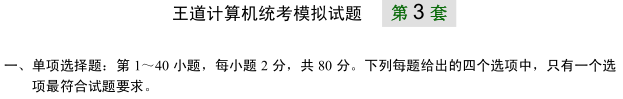 王道计算机统考模拟试题 第 3 套
一、单项选择题：第 1～40 小题，每小题 2 分，共 80 分。下列每题给出的四个选项中，只有一个选
项最符合试题要求。